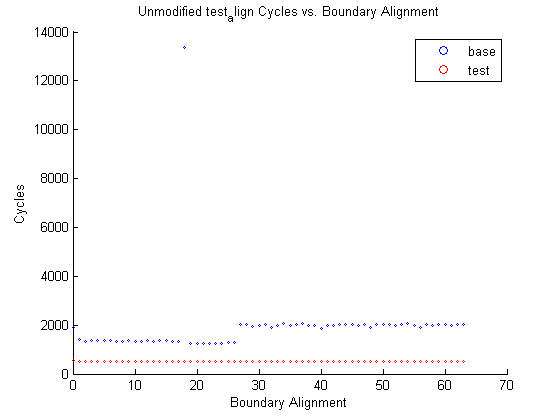 Unmodified test_align Cycles vs. Boundary Alignment
base
test
14000
12000
10000
8000
6000
4000
2000
0
Cycles
0 10 20 30 40 50 60 70
Boundary Alignment